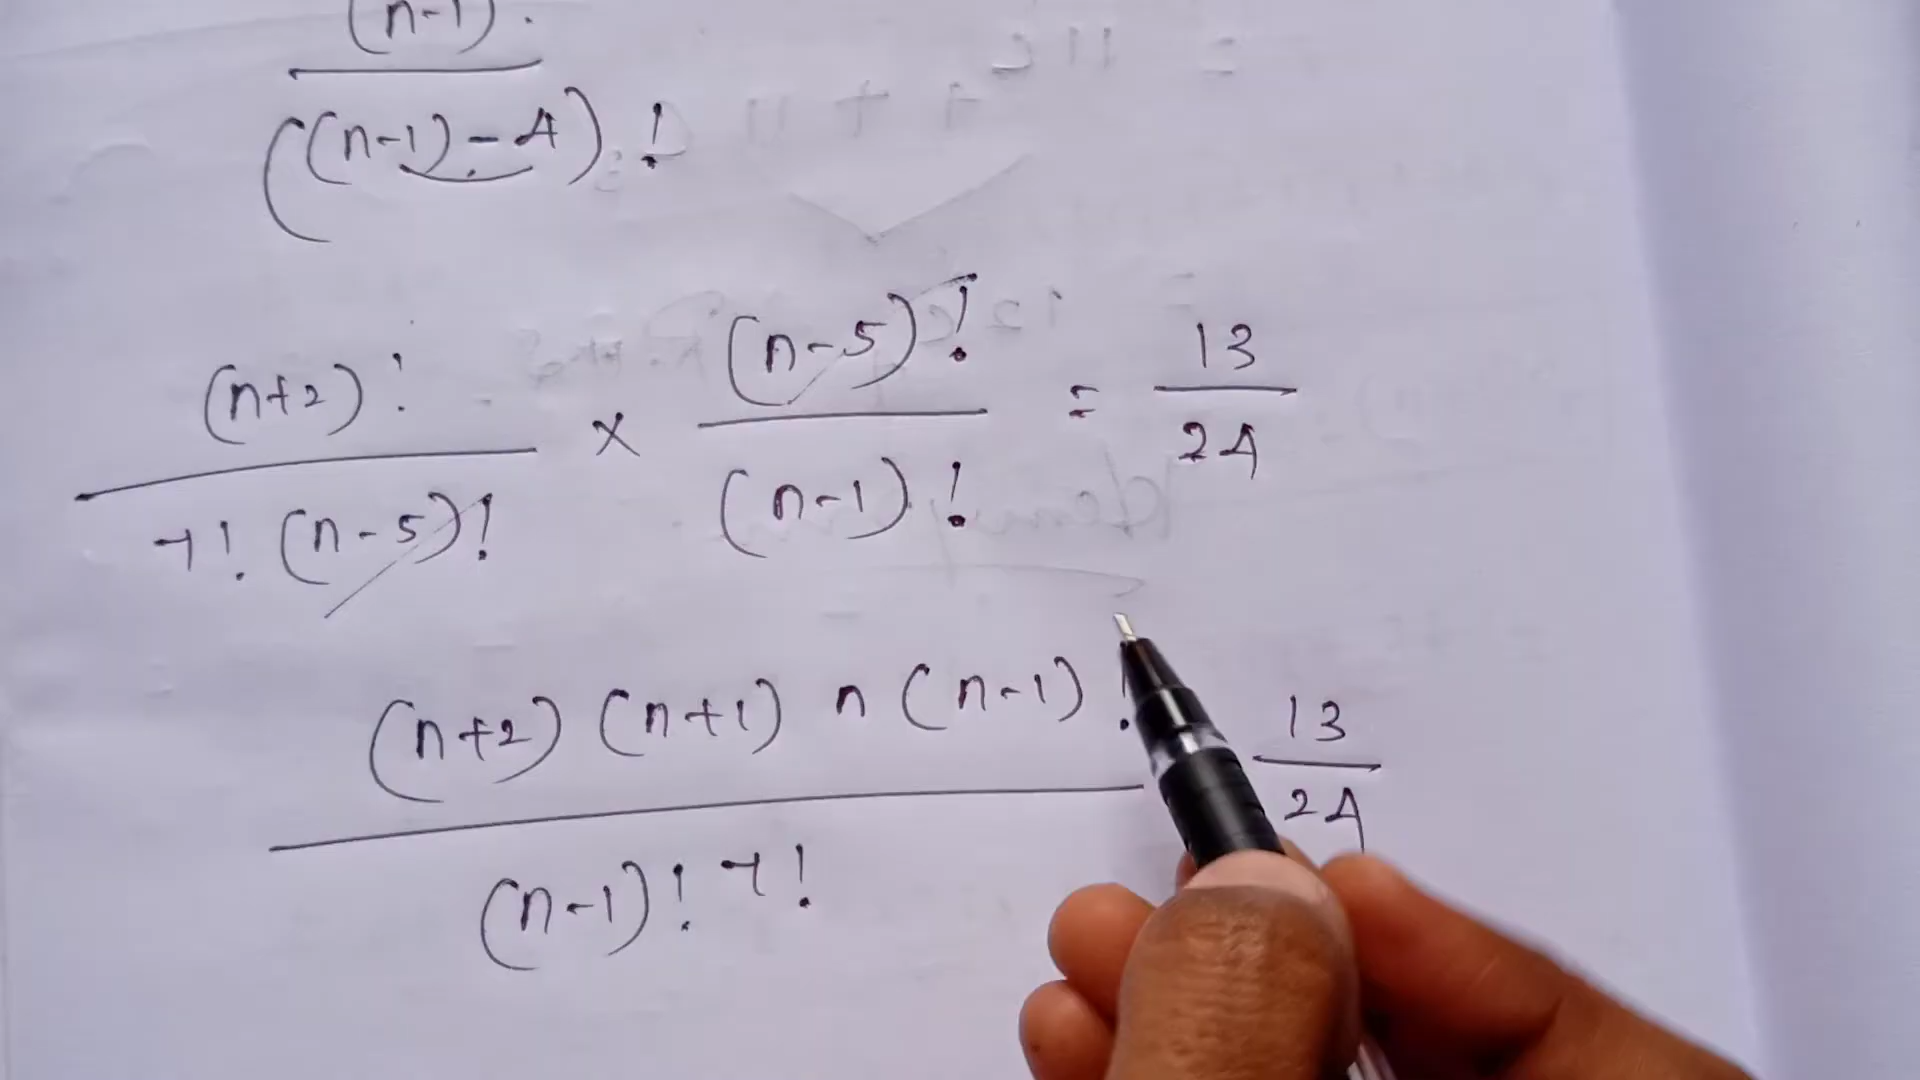 (n-1)!
((n-1)-4)!
(n+2)! / 7!(n-5)! × (n-5)! / (n-1)! = 13/24
(n+2)(n+1) n (n-1)! / (n-1)! 7! 13/24